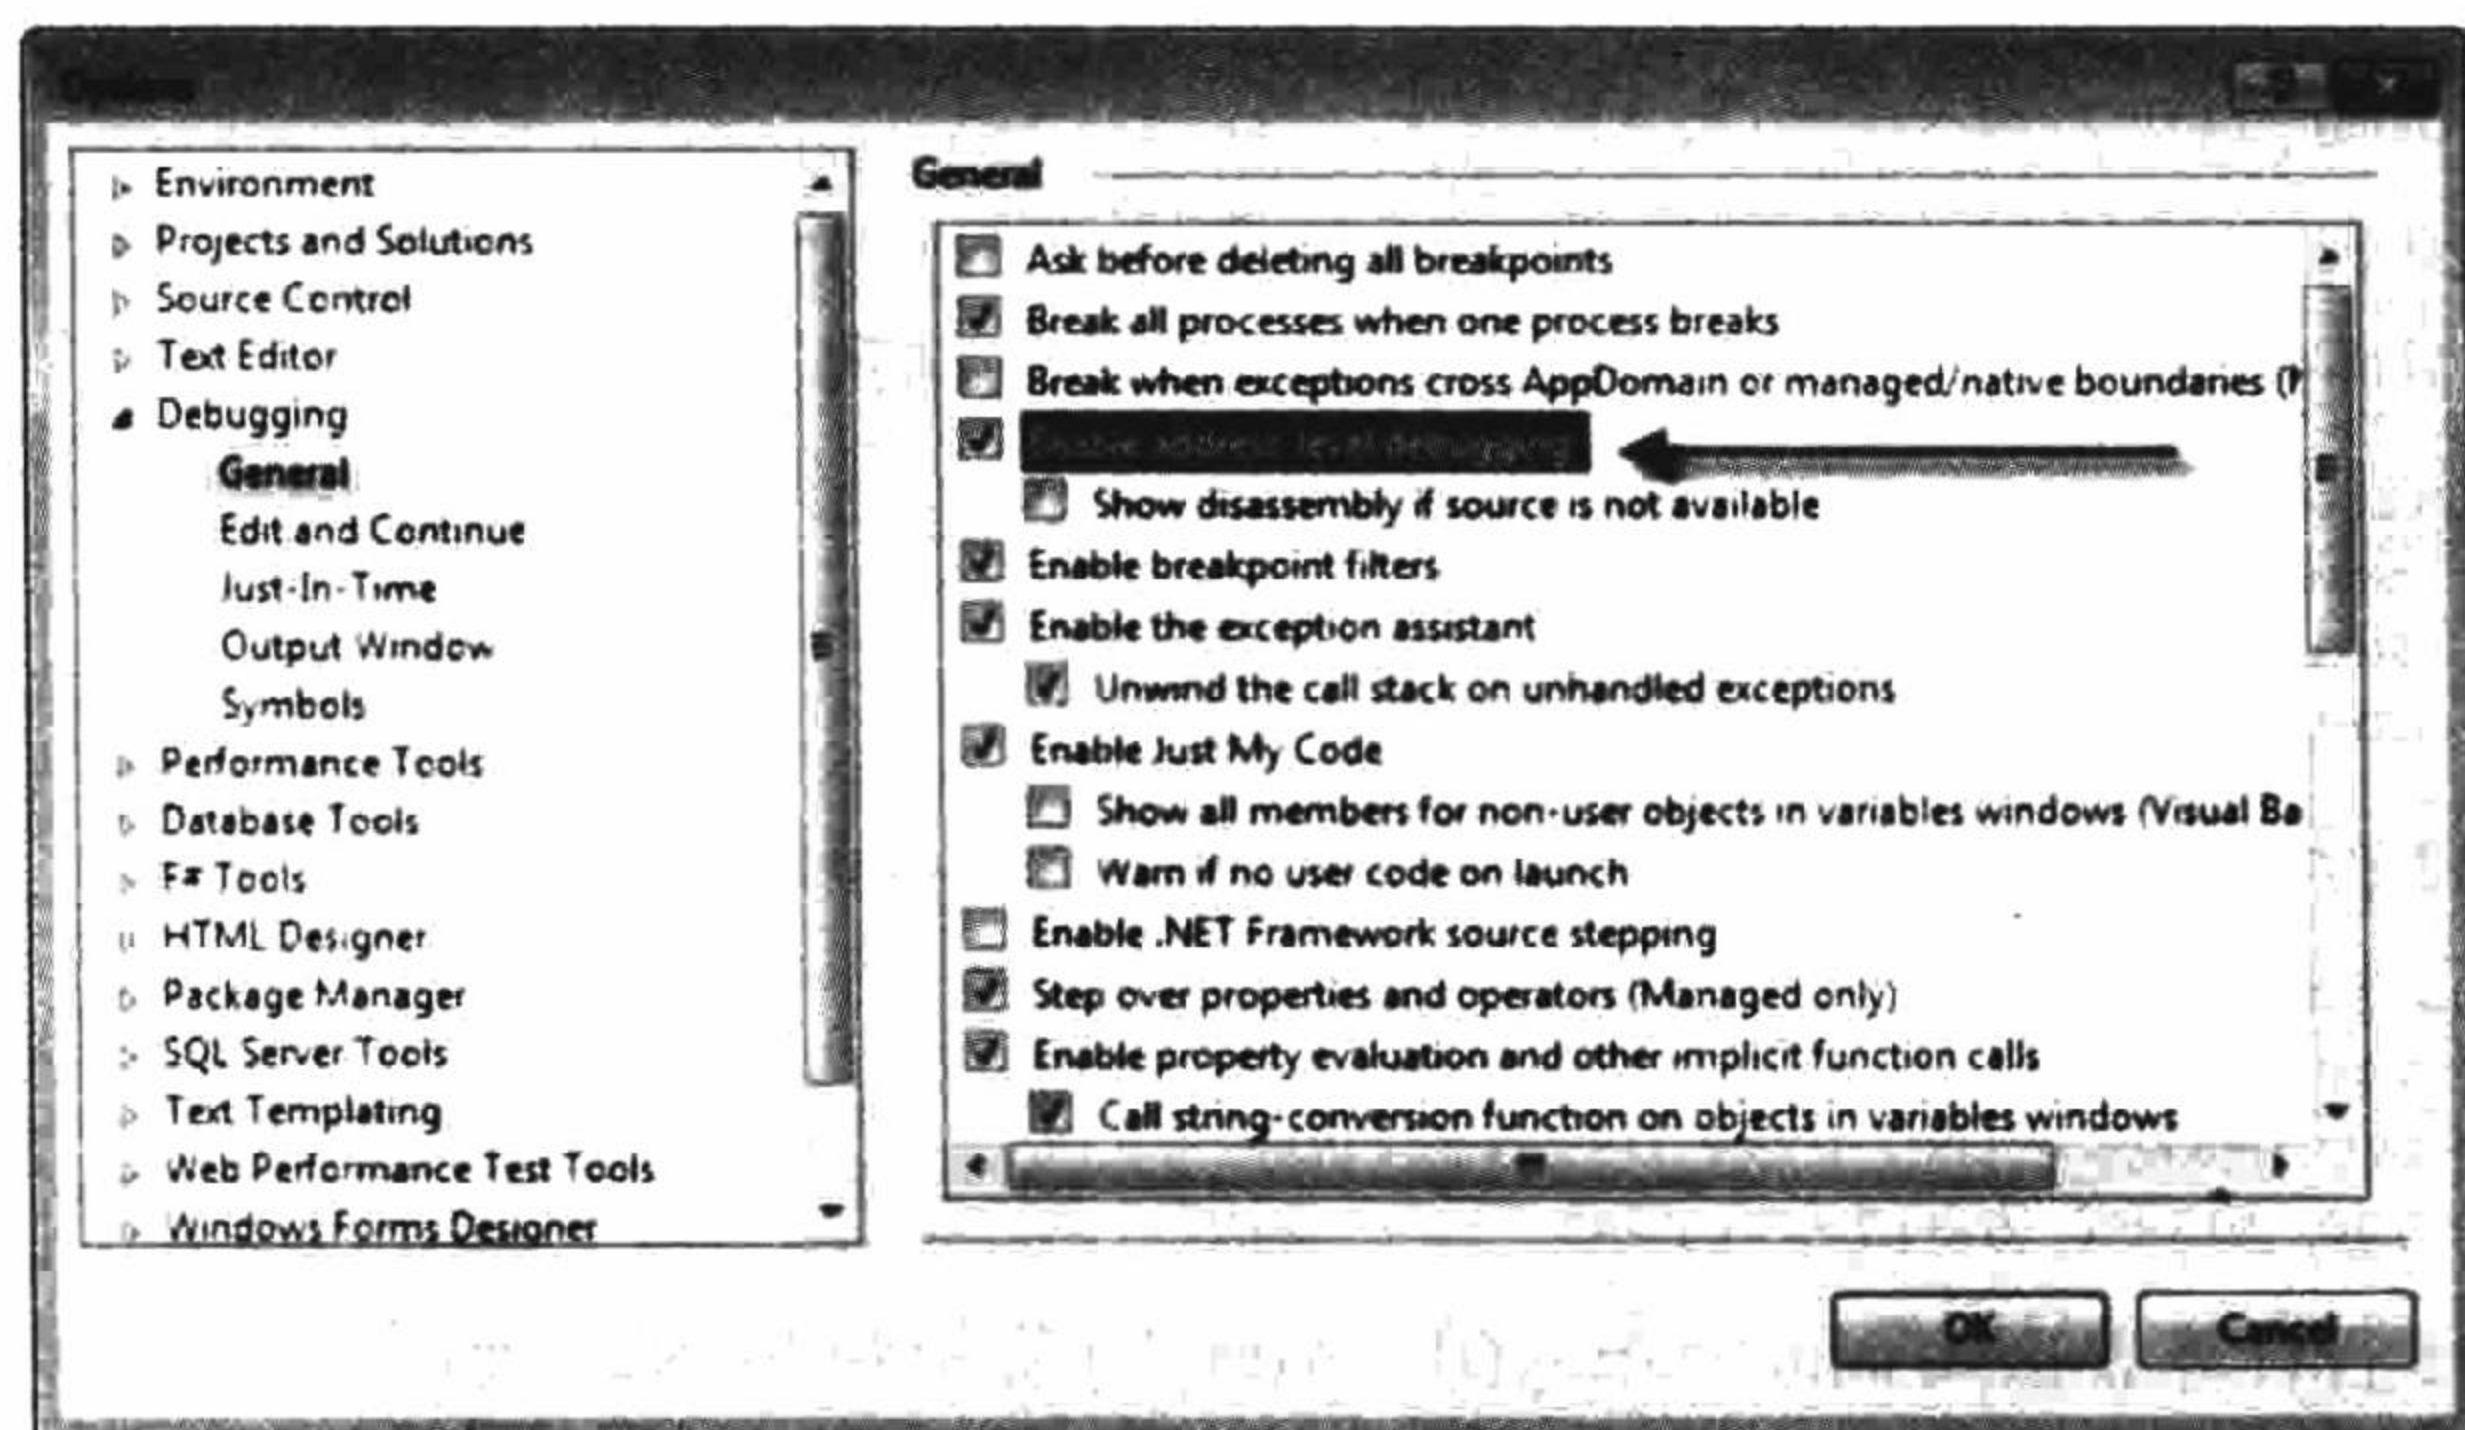 Options
Environment
Projects and Solutions
Source Control
Text Editor
Debugging
General
Edit and Continue
Just-In-Time
Output Window
Symbols
Performance Tools
Database Tools
F# Tools
HTML Designer
Package Manager
SQL Server Tools
Text Templating
Web Performance Test Tools
Windows Forms Designer
General
Ask before deleting all breakpoints
Break all processes when one process breaks
Break when exceptions cross AppDomain or managed/native boundaries (
Enable address-level debugging
Show disassembly if source is not available
Enable breakpoint filters
Enable the exception assistant
Unwind the call stack on unhandled exceptions
Enable Just My Code
Show all members for non-user objects in variables windows (Visual Ba
Warn if no user code on launch
Enable .NET Framework source stepping
Step over properties and operators (Managed only)
Enable property evaluation and other implicit function calls
Call string-conversion function on objects in variables windows
OK
Cancel